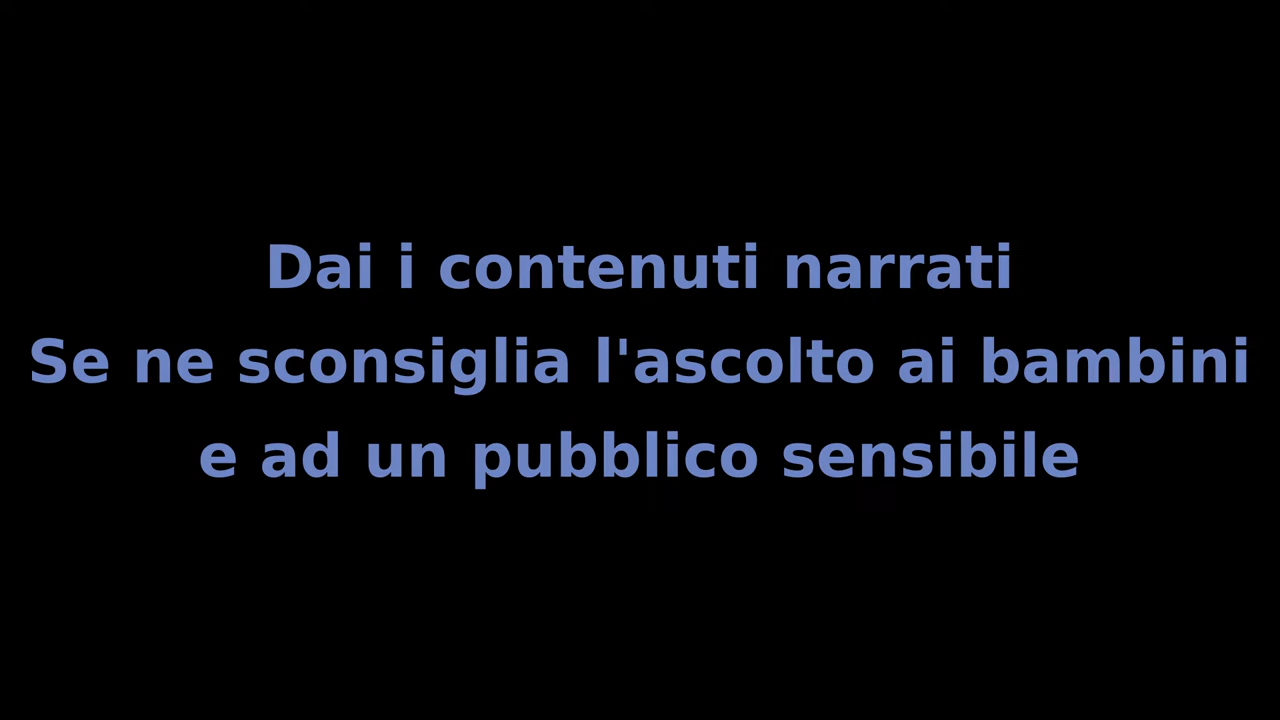 Dai i contenuti narrati
Se ne sconsiglia l'ascolto ai bambini
e ad un pubblico sensibile